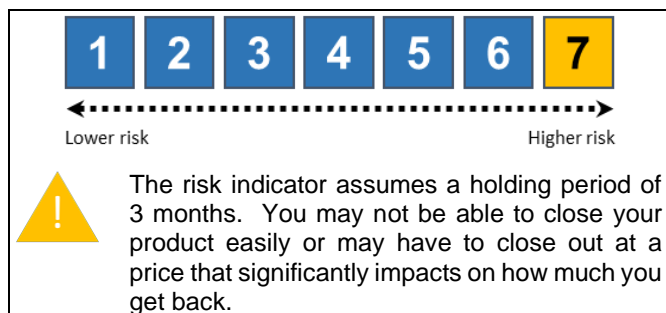 1 2 3 4 5 6 7
Lower risk Higher risk
!
The risk indicator assumes a holding period of
3 months. You may not be able to close your
product easily or may have to close out at a
price that significantly impacts on how much you
get back.